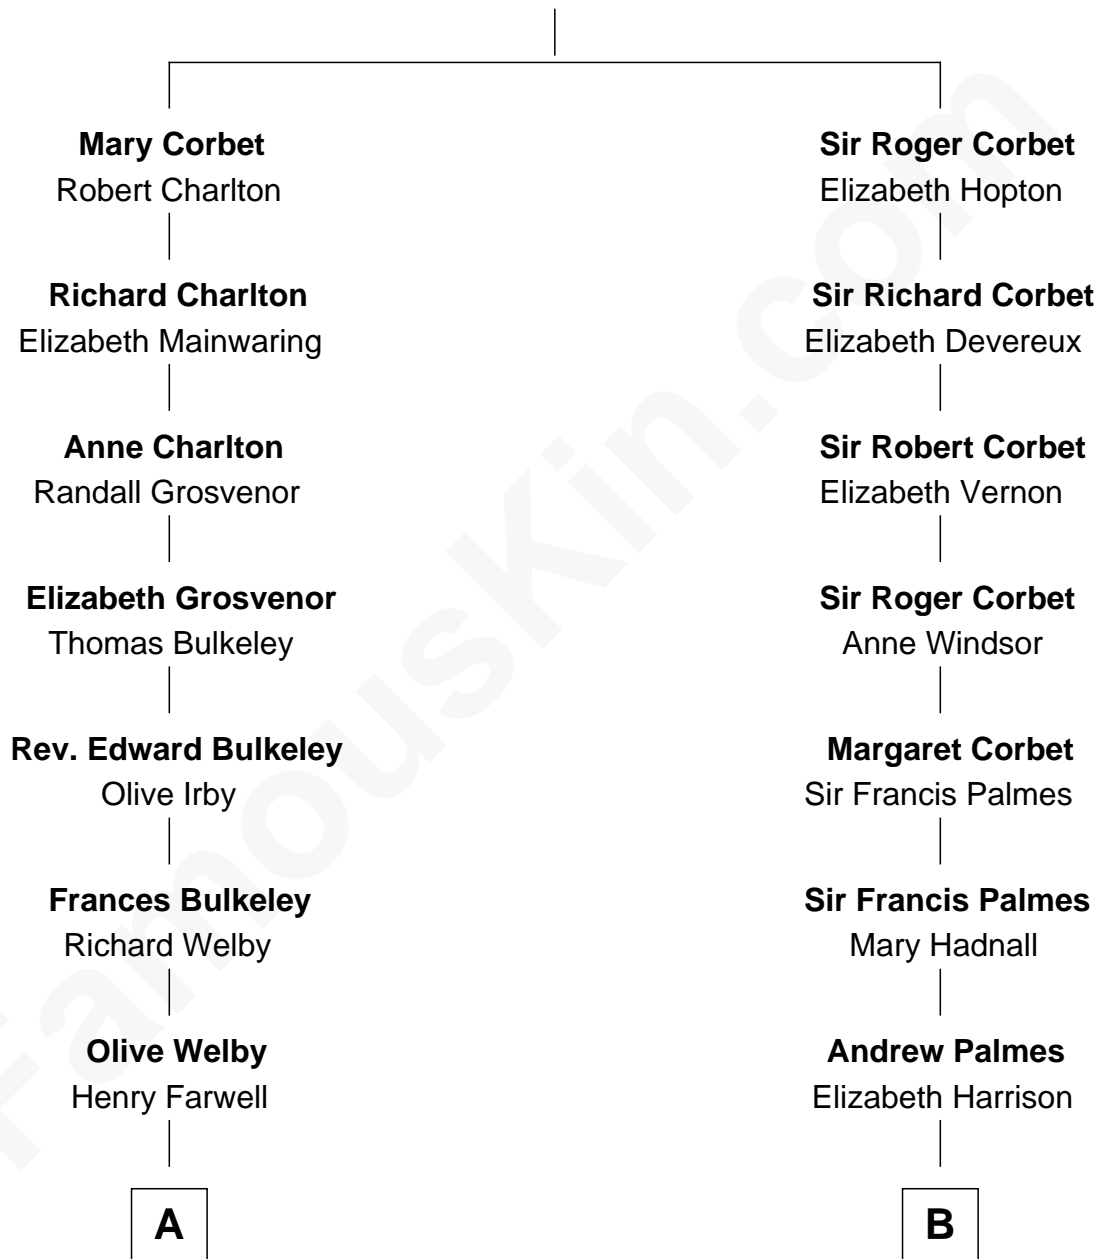 Mary Corbet
Robert Charlton
Richard Charlton
Elizabeth Mainwaring
Anne Charlton
Randall Grosvenor
Elizabeth Grosvenor
Thomas Bulkeley
Rev. Edward Bulkeley
Olive Irby
Frances Bulkeley
Richard Welby
Olive Welby
Henry Farwell
A
Sir Roger Corbet
Elizabeth Hopton
Sir Richard Corbet
Elizabeth Devereux
Sir Robert Corbet
Elizabeth Vernon
Sir Roger Corbet
Anne Windsor
Margaret Corbet
Sir Francis Palmes
Sir Francis Palmes
Mary Hadnall
Andrew Palmes
Elizabeth Harrison
B
FamousKin.com